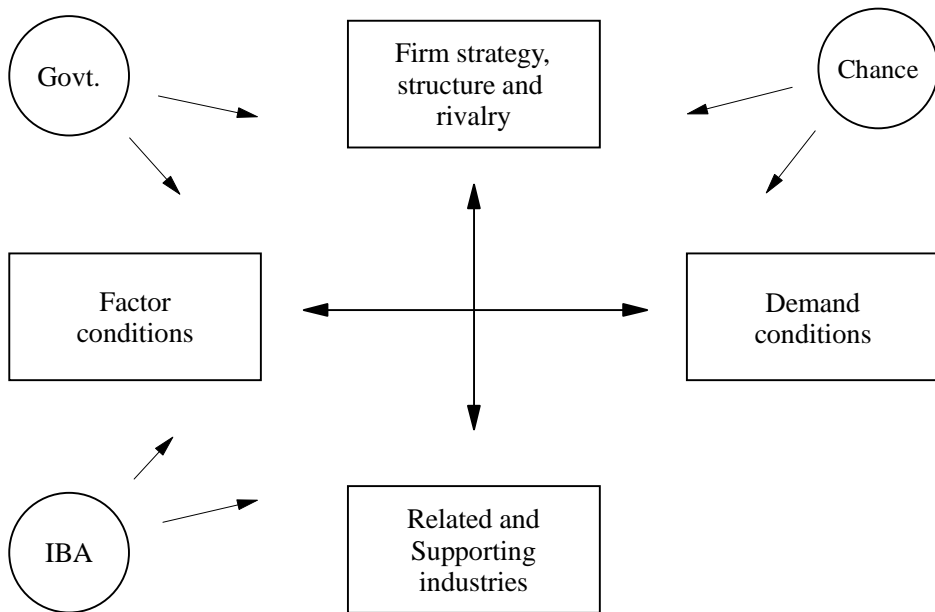 Govt.
Firm strategy,
structure and
rivalry
Chance
Factor
conditions
Demand
conditions
IBA
Related and
Supporting
industries